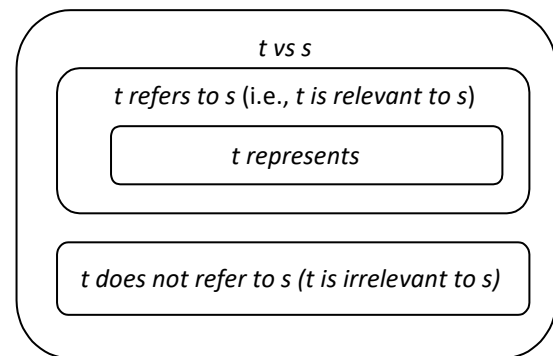 t vs s
t refers to s (i.e., t is relevant to s)
t represents
t does not refer to s (t is irrelevant to s)